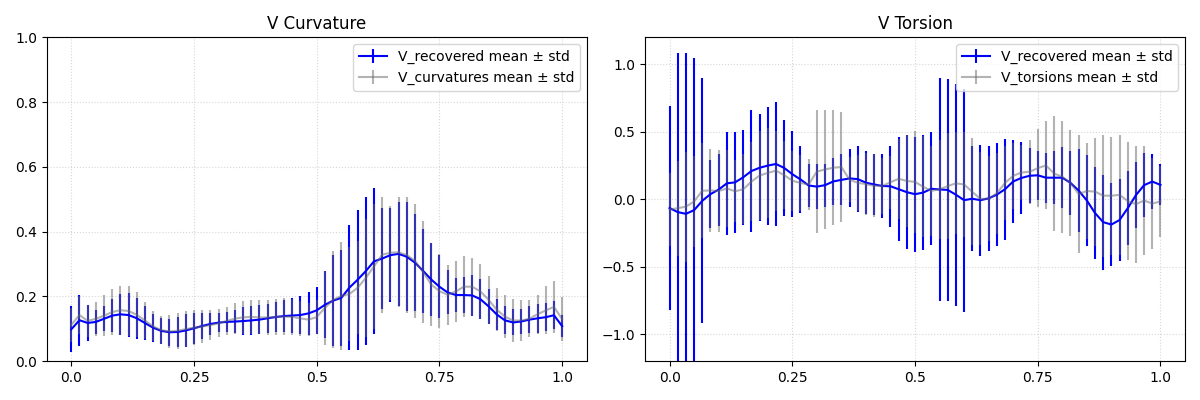 V Curvature
V_recovered mean ± std
V_curvatures mean ± std
1.0
0.8
0.6
0.4
0.2
0.0
0.0 0.25 0.5 0.75 1.0
V Torsion
V_recovered mean ± std
V_torsions mean ± std
1.0
0.5
0.0
−0.5
−1.0
0.0 0.25 0.5 0.75 1.0